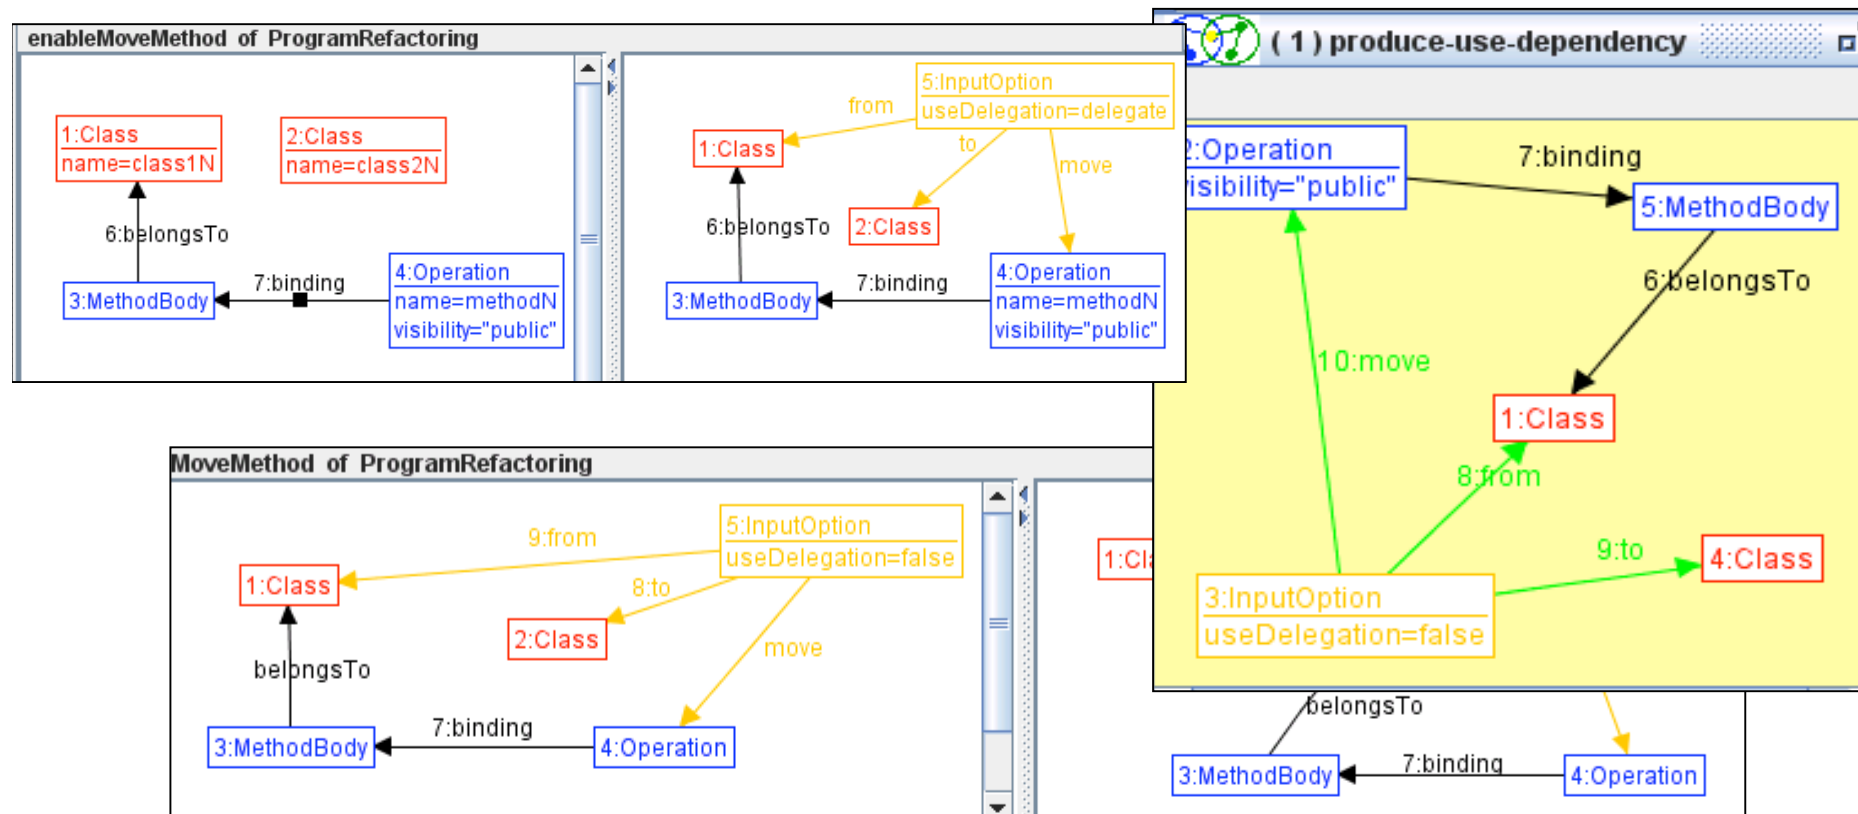 enableMoveMethod of ProgramRefactoring
1:Class
name=class1N
2:Class
name=class2N
6:belongsTo
3:MethodBody
7:binding
4:Operation
name=methodN
visibility="public"
5:InputOption
useDelegation=delegate
from
to
move
1:Class
2:Class
6:belongsTo
3:MethodBody
7:binding
4:Operation
name=methodN
visibility="public"
( 1 ) produce-use-dependency
2:Operation
visibility="public"
7:binding
5:MethodBody
6:belongsTo
10:move
1:Class
8:from
9:to
4:Class
3:InputOption
useDelegation=false
MoveMethod of ProgramRefactoring
5:InputOption
useDelegation=false
9:from
1:Class
8:to
2:Class
move
belongsTo
3:MethodBody
7:binding
4:Operation
1:Cl
belongsTo
3:MethodBody
7:binding
4:Operation